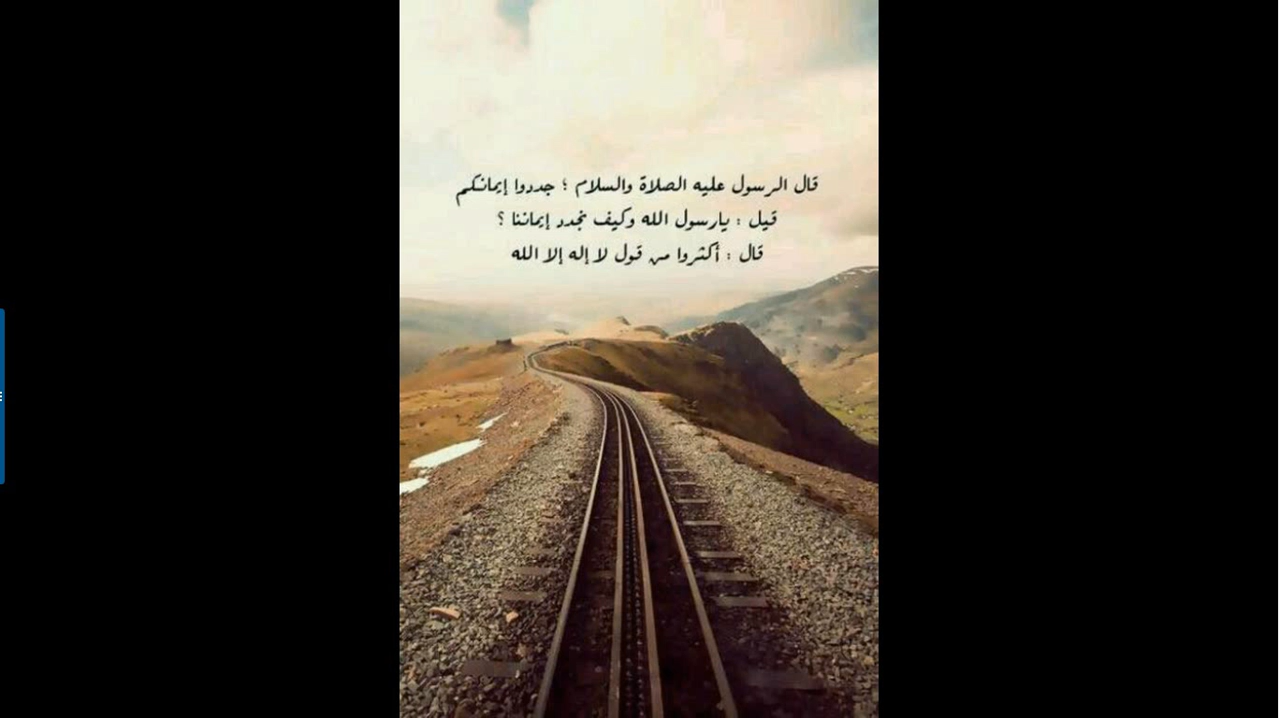 قال الرسول عليه الصلاة والسلام ؛ جددوا إيمانكم
قيل : يارسول الله وكيف نجدد إيماننا ؟
قال : أكثروا من قول لا إله إلا الله